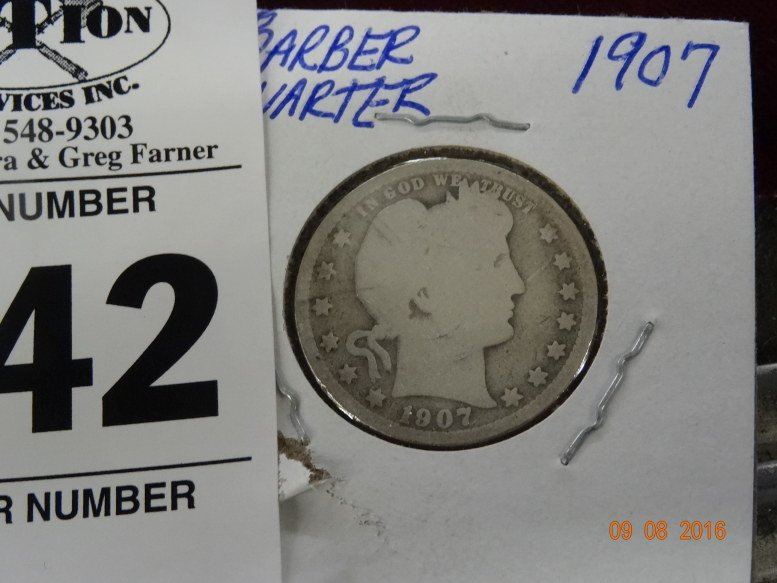 TION
VICES INC.
548-9303
ra & Greg Farner
NUMBER
42
R NUMBER
BARBER
QUARTER
1907
IN GOD WE TRUST
1907
09 08 2016